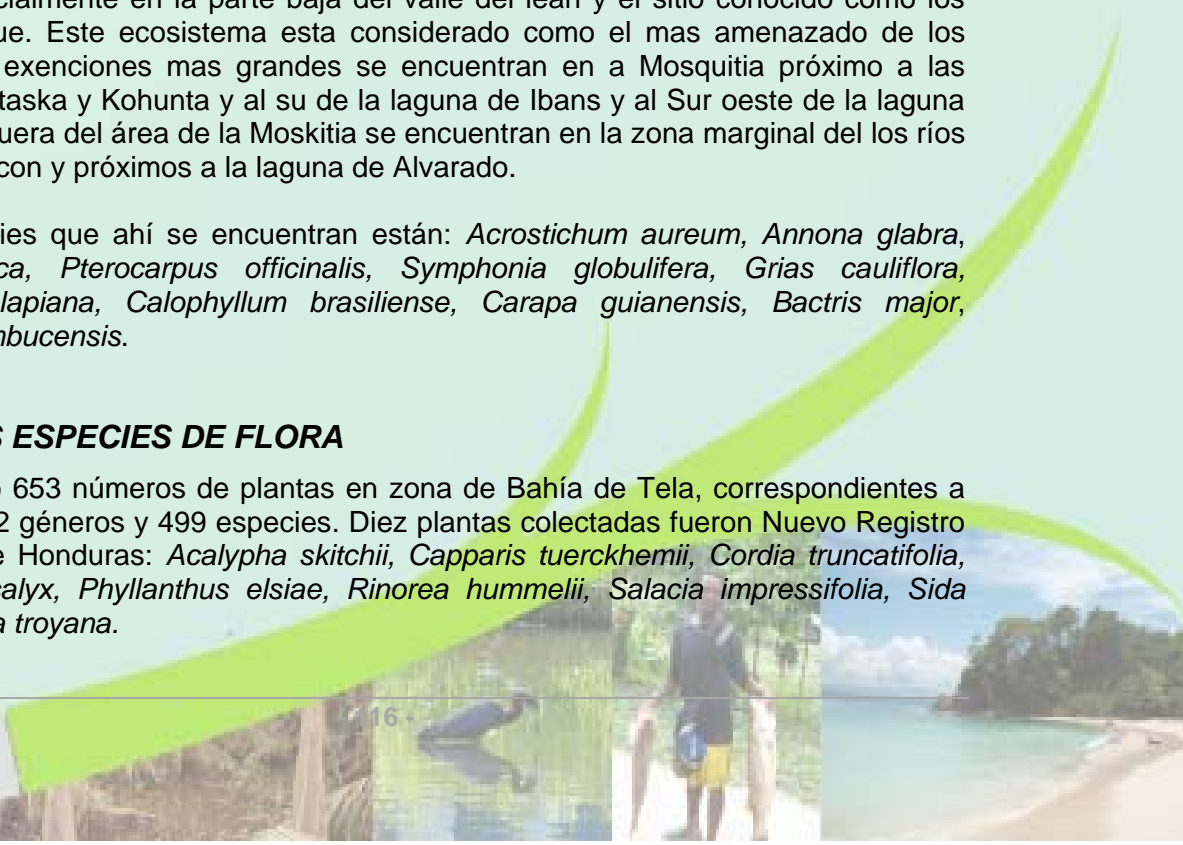 cialmente en la parte baja del valle del lean y el sitio conocido como los
ue. Este ecosistema esta considerado como el mas amenazado de los
exenciones mas grandes se encuentran en a Mosquitia próximo a las
taska y Kohunta y al su de la laguna de Ibans y al Sur oeste de la laguna
uera del área de la Moskitia se encuentran en la zona marginal del los ríos
con y próximos a la laguna de Alvarado.
ies que ahí se encuentran están: Acrostichum aureum, Annona glabra,
ca, Pterocarpus officinalis, Symphonia globulifera, Grias cauliflora,
lapiana, Calophyllum brasiliense, Carapa guianensis, Bactris major,
nbucensis.
S ESPECIES DE FLORA
o 653 números de plantas en zona de Bahía de Tela, correspondientes a
2 géneros y 499 especies. Diez plantas colectadas fueron Nuevo Registro
e Honduras: Acalypha skitchii, Capparis tuerckhemii, Cordia truncatifolia,
calyx, Phyllanthus elsiae, Rinorea hummelii, Salacia impressifolia, Sida
a troyana.
16 -